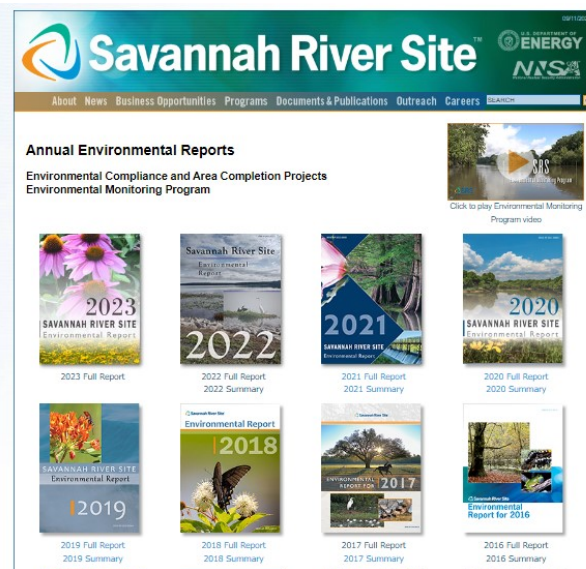 Savannah River Site™
U.S. DEPARTMENT OF
ENERGY
NNSA
About News Business Opportunities Programs Documents & Publications Outreach Careers SEARCH
Annual Environmental Reports
Environmental Compliance and Area Completion Projects
Environmental Monitoring Program
SRS
Click to play Environmental Monitoring
Program video
2023
SAVANNAH RIVER SITE
Environmental Report
Savannah River Site
Environmental
Report
2022
2021
SAVANNAH RIVER SITE
Environmental Report
2020
SAVANNAH RIVER SITE
Environmental Report
2023 Full Report
2022 Full Report
2022 Summary
2021 Full Report
2021 Summary
2020 Full Report
2020 Summary
SAVANNAH RIVER SITE
Environmental Report
2019
Savannah River Site
Environmental Report
2018
Savannah River Site
ENVIRONMENTAL
REPORT FOR 2017
Savannah River Site
Environmental
Report for 2016
2019 Full Report
2019 Summary
2018 Full Report
2018 Summary
2017 Full Report
2017 Summary
2016 Full Report
2016 Summary